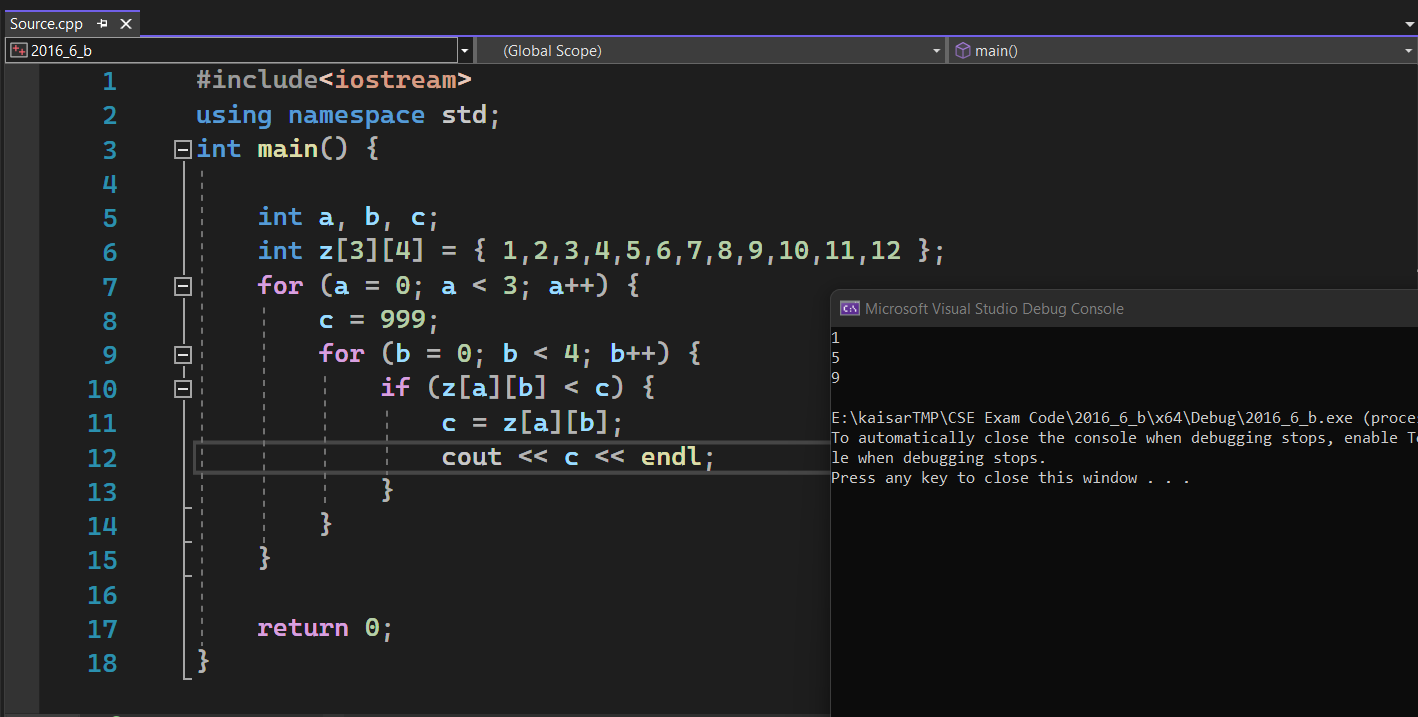 Source.cpp
2016_6_b (Global Scope) main()
1 #include<iostream>
2 using namespace std;
3 int main() {
4
5 int a, b, c;
6 int z[3][4] = { 1,2,3,4,5,6,7,8,9,10,11,12 };
7 for (a = 0; a < 3; a++) {
8 c = 999;
9 for (b = 0; b < 4; b++) {
10 if (z[a][b] < c) {
11 c = z[a][b];
12 cout << c << endl;
13 }
14 }
15 }
16
17 return 0;
18 }
Microsoft Visual Studio Debug Console
1
5
9
E:\kaisarTMP\CSE Exam Code\2016_6_b\x64\Debug\2016_6_b.exe (proce
To automatically close the console when debugging stops, enable To
le when debugging stops.
Press any key to close this window . . .